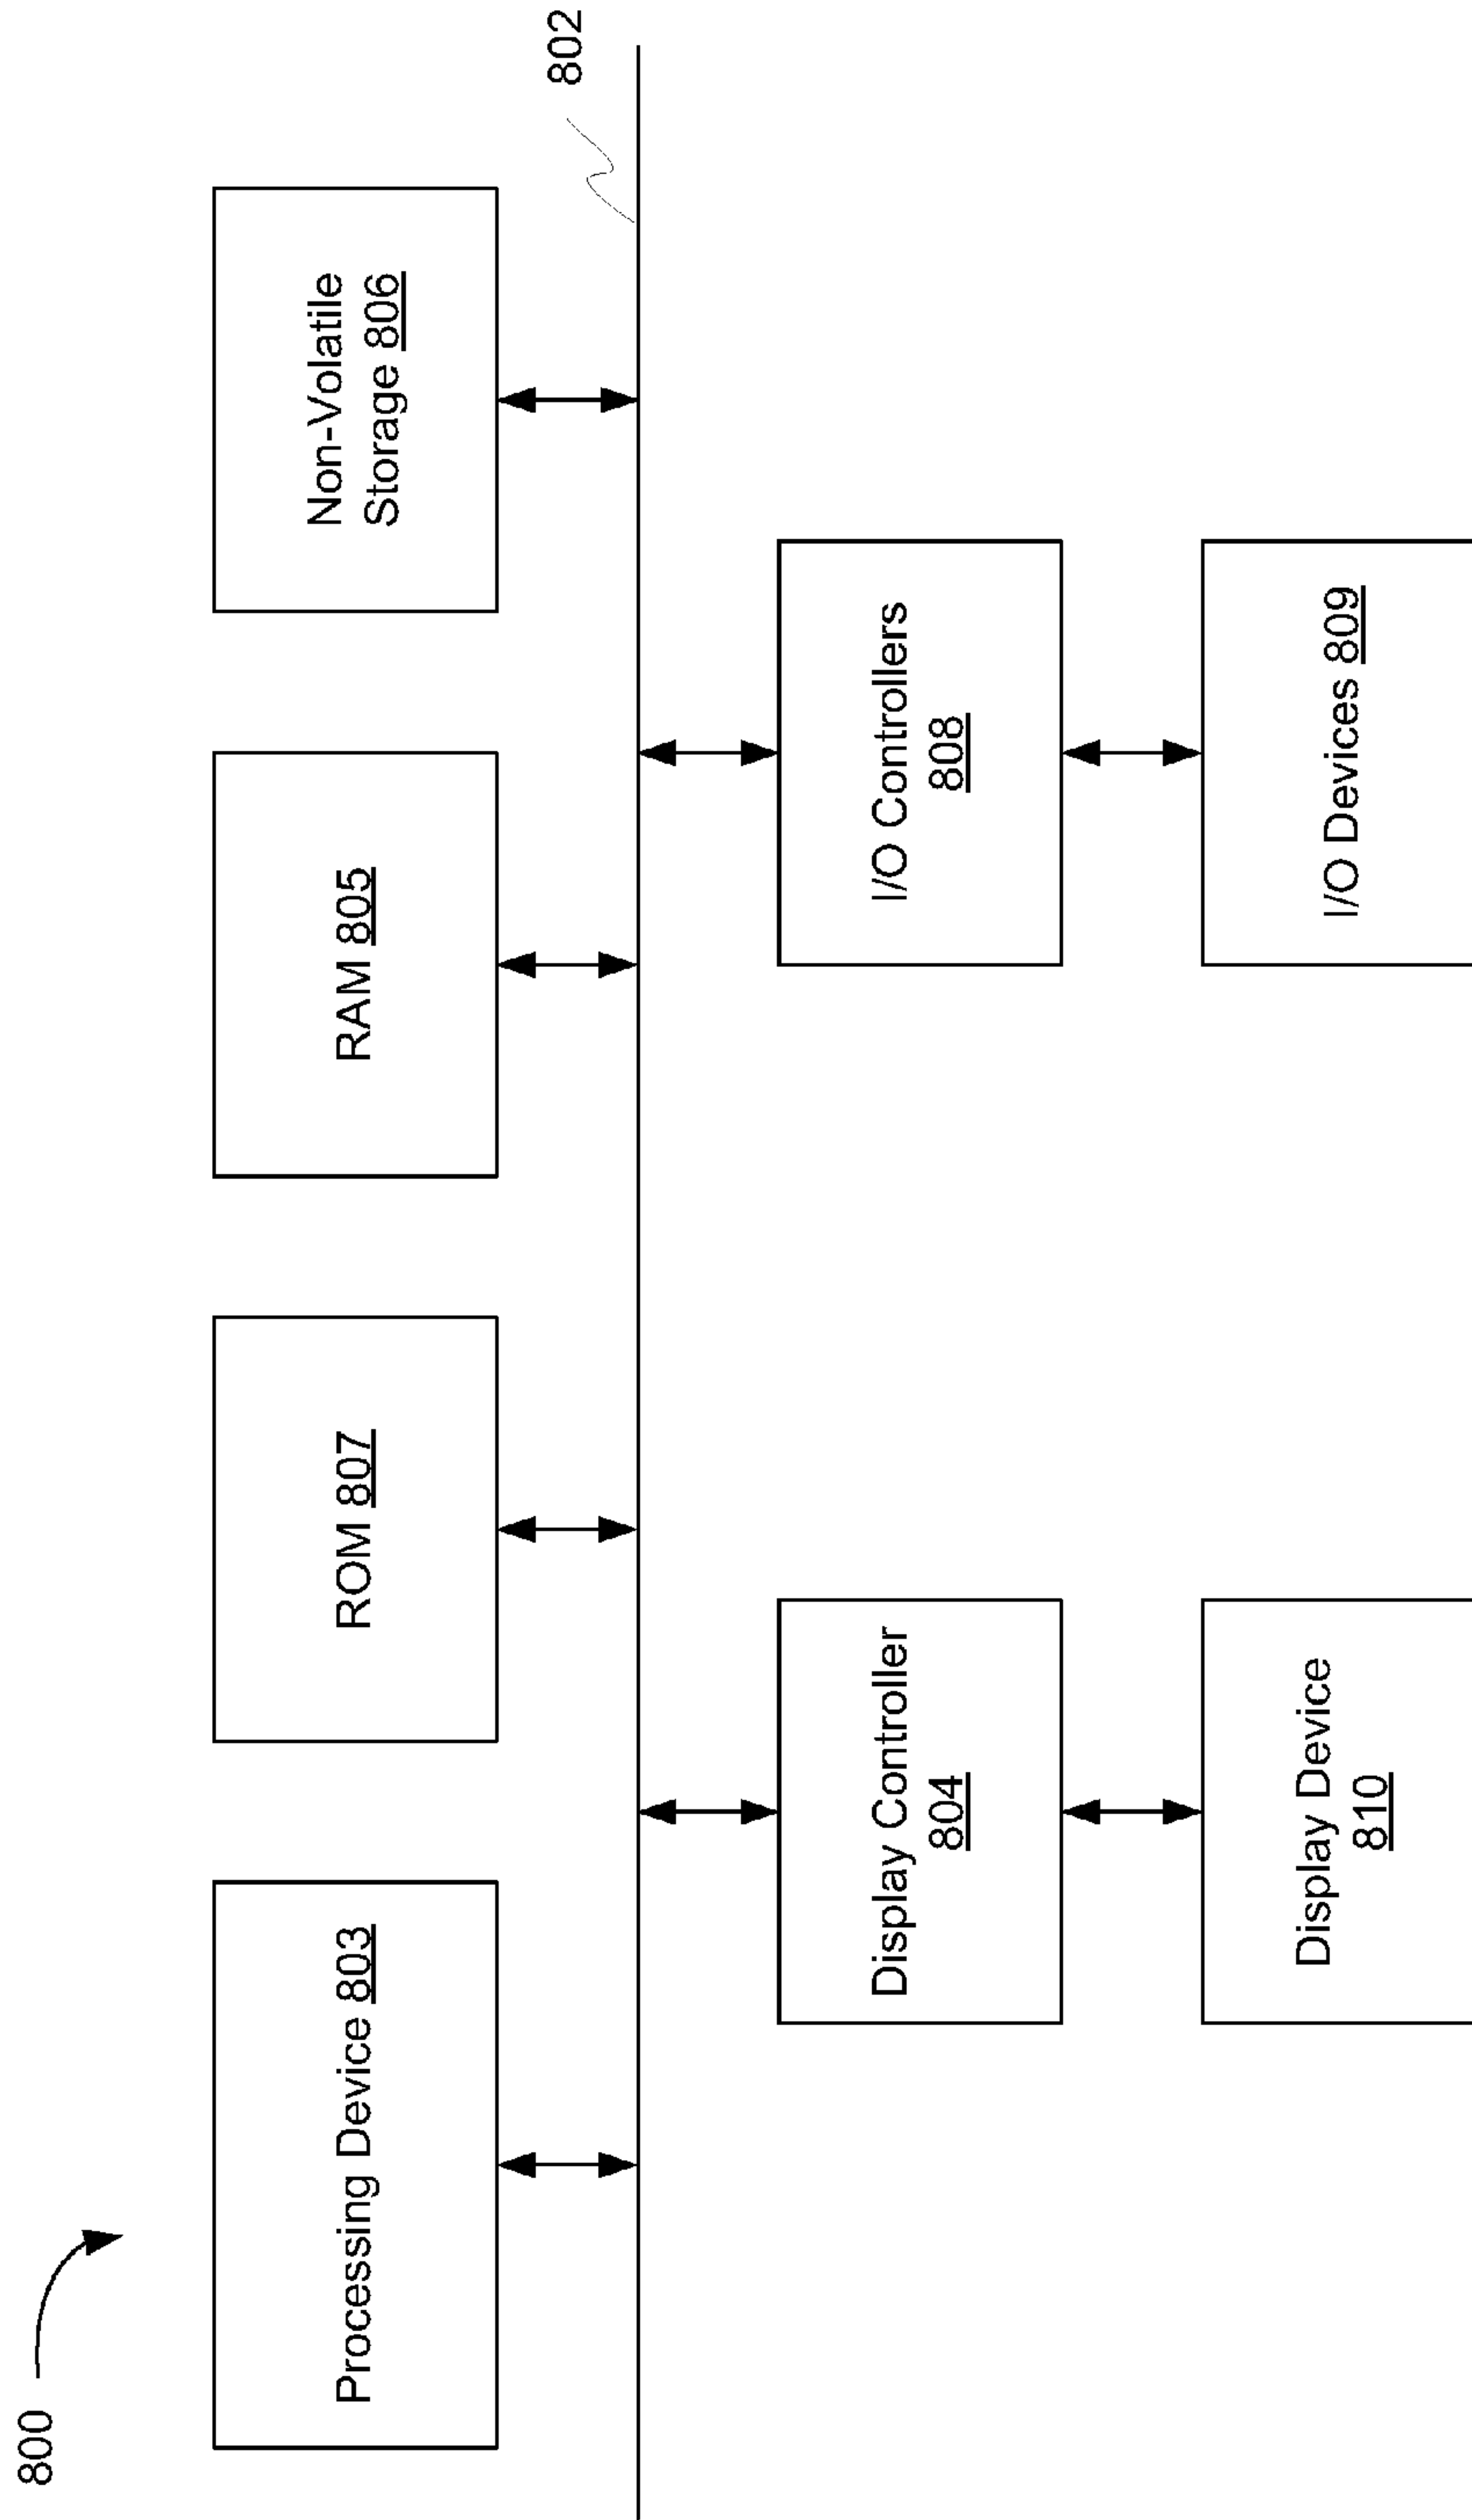 800
Processing Device 803
ROM 807
RAM 805
Non-Volatile
Storage 806
802
Display Controller
804
I/O Controllers
808
Display Device
810
I/O Devices 809